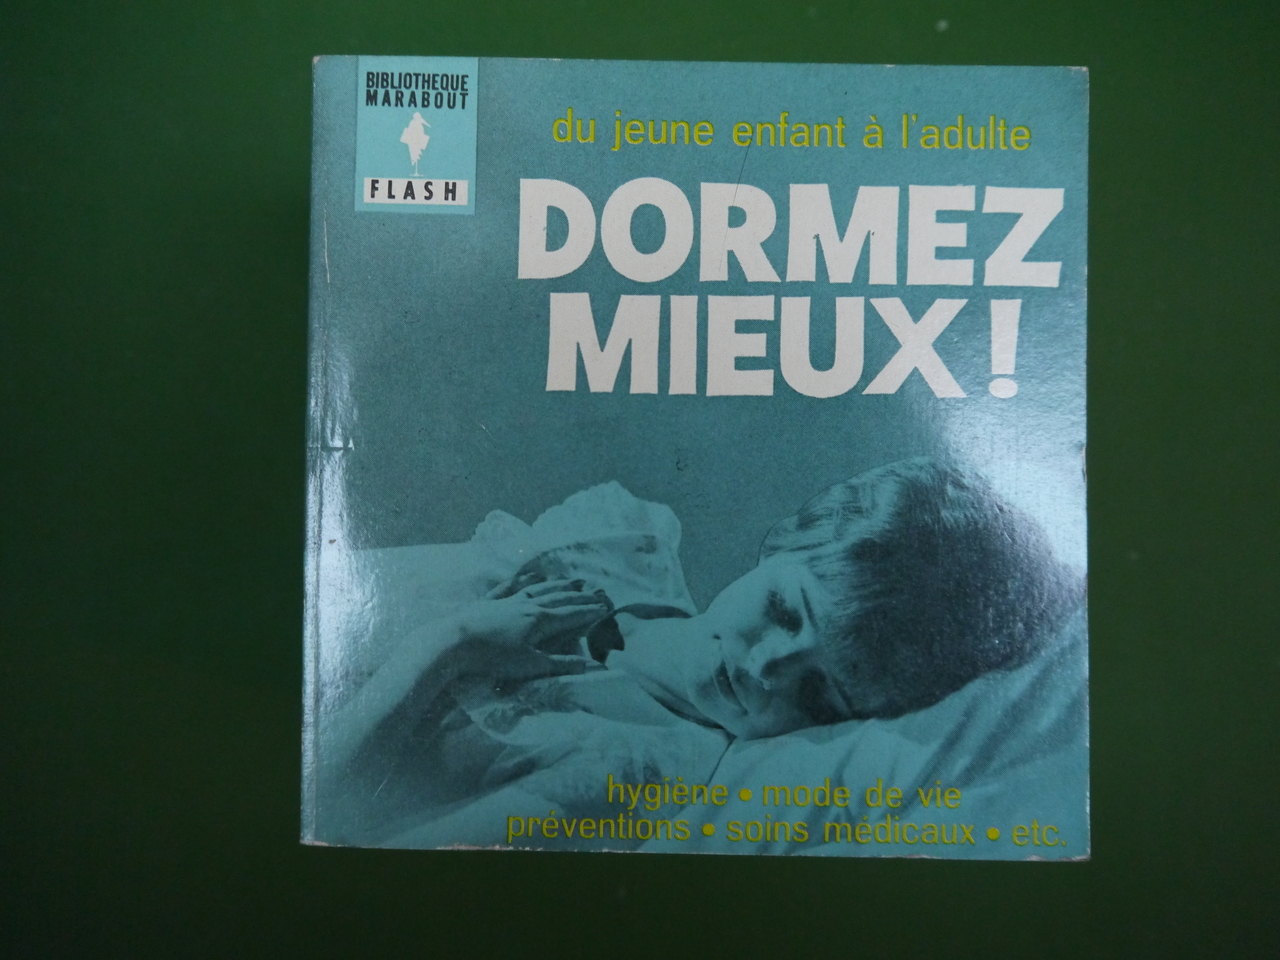 BIBLIOTHEQUE
MARABOUT
FLASH
du jeune enfant à l'adulte
DORMEZ
MIEUX !
hygiène • mode de vie
préventions • soins médicaux • etc.